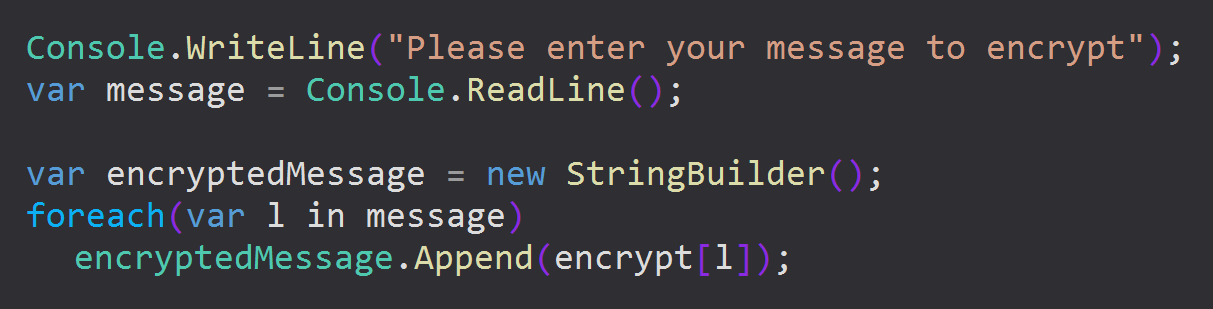 Console.WriteLine("Please enter your message to encrypt");
var message = Console.ReadLine();
var encryptedMessage = new StringBuilder();
foreach(var l in message)
encryptedMessage.Append(encrypt[l]);